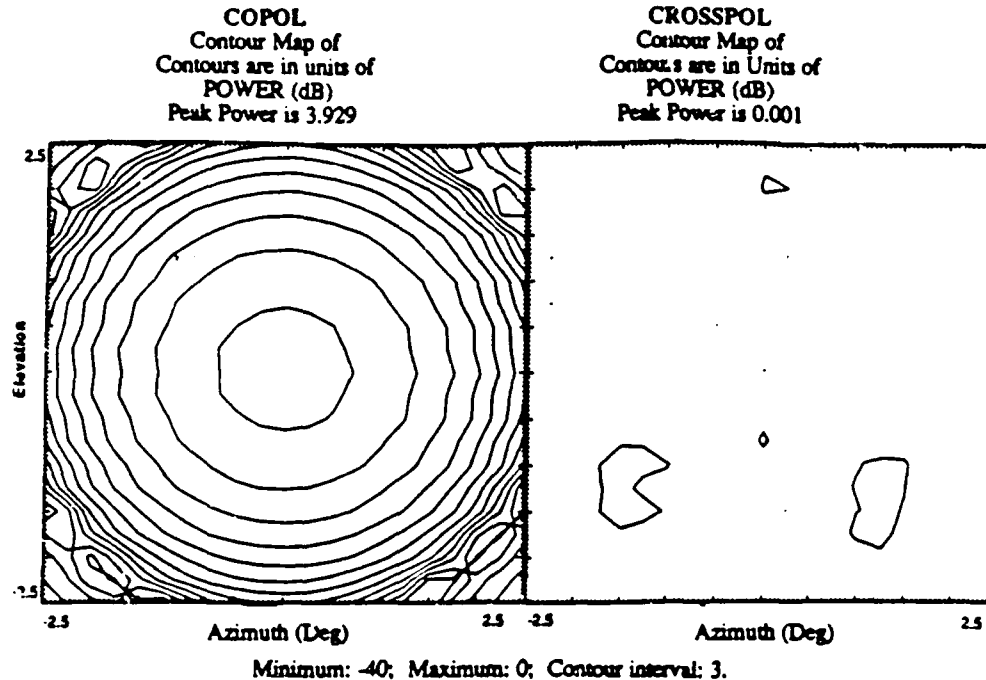 COPOL
Contour Map of
Contours are in units of
POWER (dB)
Peak Power is 3.929
CROSSPOL
Contour Map of
Contours are in Units of
POWER (dB)
Peak Power is 0.001
2.5
Elevation
-2.5
-2.5
Azimuth (Deg)
2.5
-2.5
Azimuth (Deg)
2.5
Minimum: -40; Maximum: 0; Contour interval: 3.